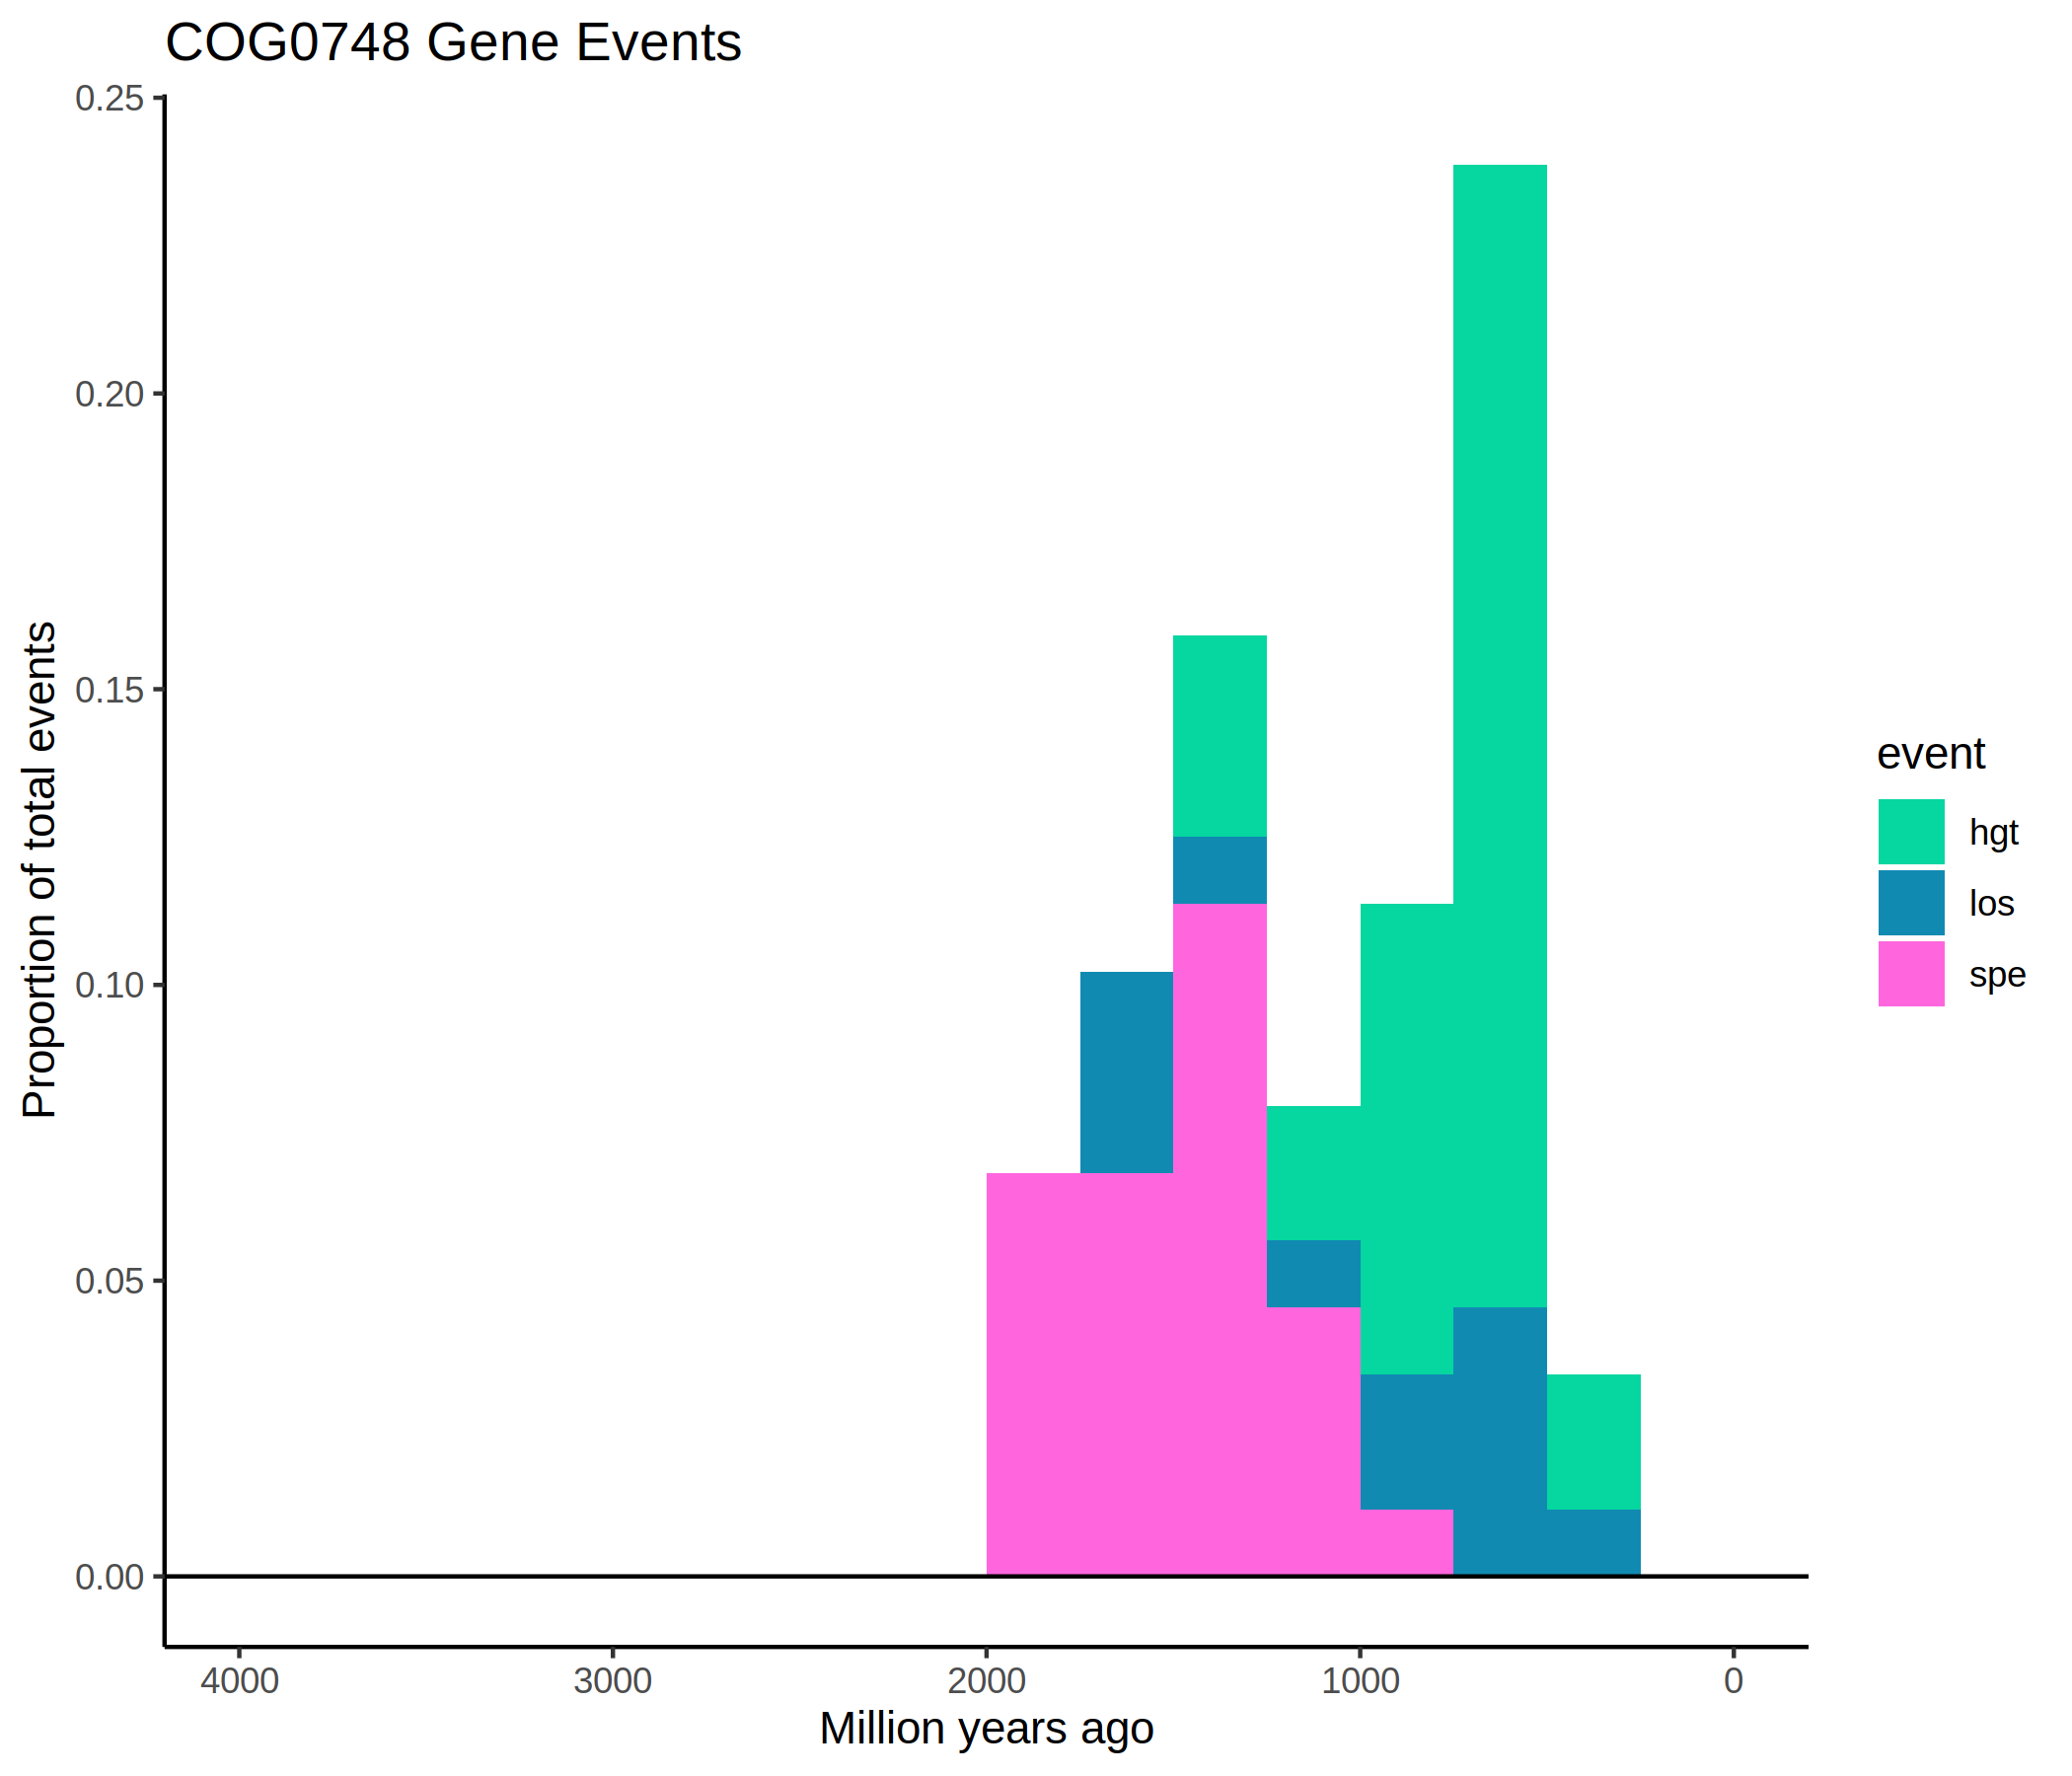 COG0748 Gene Events
0.25
0.20
0.15
0.10
0.05
0.00
Proportion of total events
4000 3000 2000 1000 0
Million years ago
event
hgt
los
spe